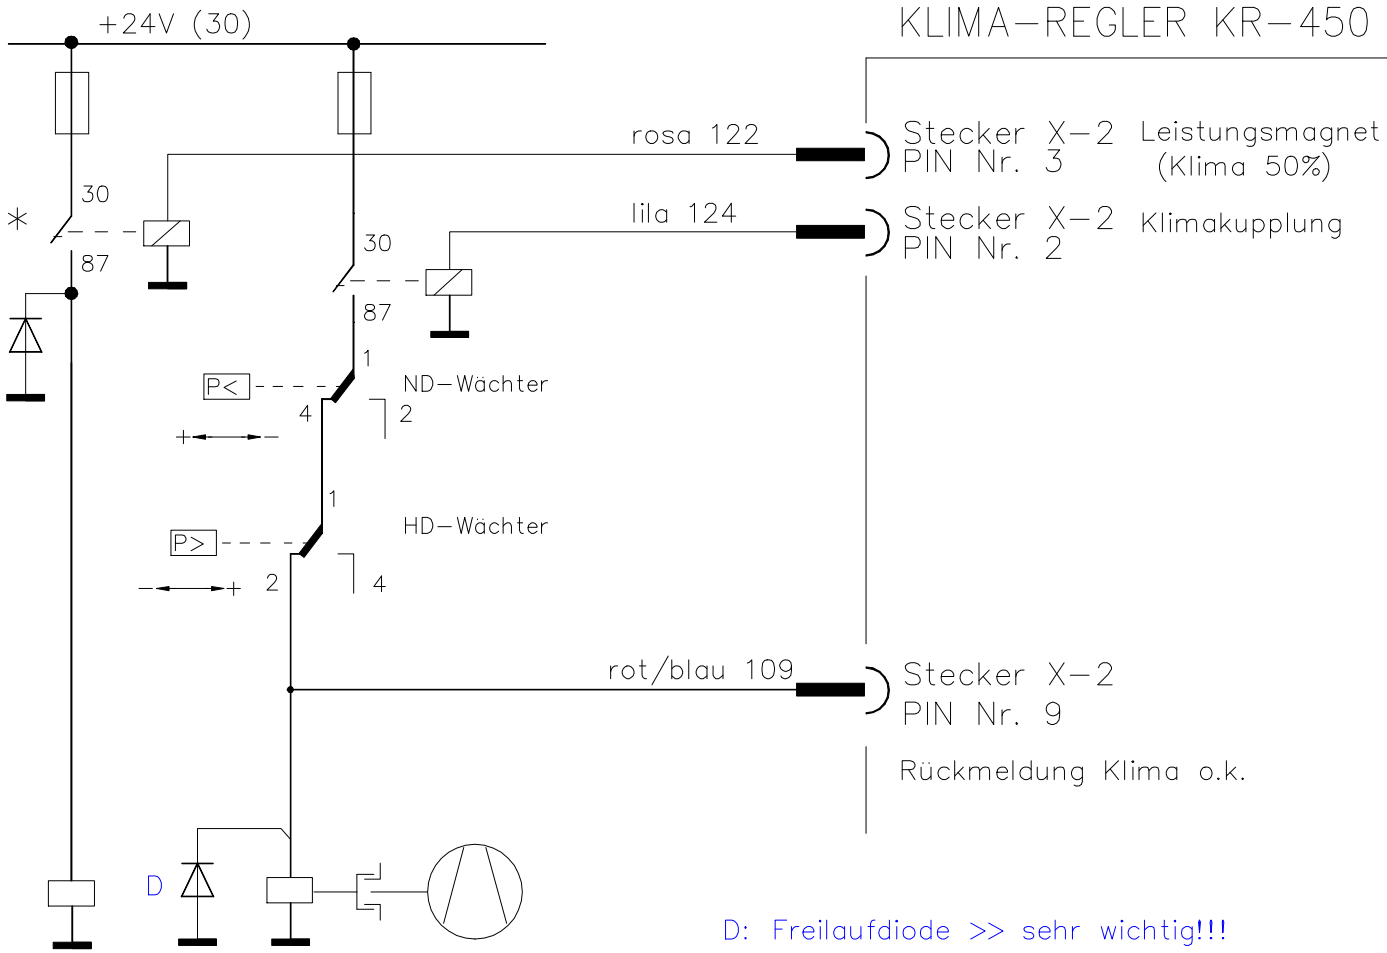 +24V (30)
KLIMA-REGLER KR-450
rosa 122
Stecker X-2
PIN Nr. 3
Leistungsmagnet
(Klima 50%)
lila 124
Stecker X-2
PIN Nr. 2
Klimakupplung
*
30
87
30
87
1
P<
ND-Wächter
4
2
+ -
1
P>
HD-Wächter
2
4
- +
rot/blau 109
Stecker X-2
PIN Nr. 9
Rückmeldung Klima o.k.
D
D: Freilaufdiode >> sehr wichtig!!!